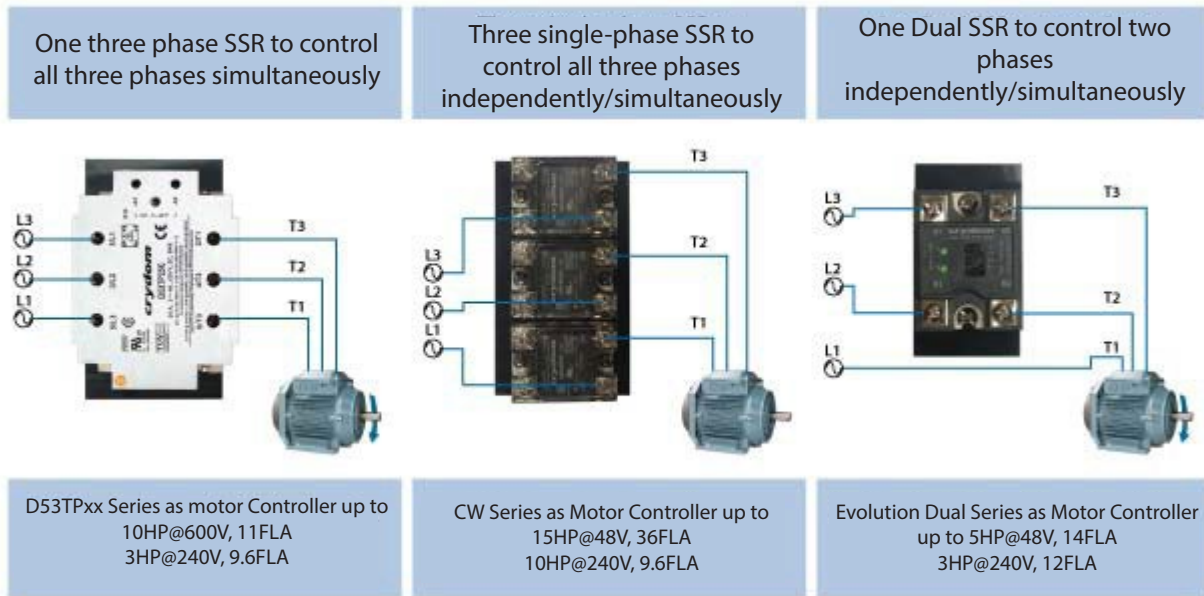 One three phase SSR to control
all three phases simultaneously
Three single-phase SSR to
control all three phases
independently/simultaneously
One Dual SSR to control two
phases
independently/simultaneously
L3
L2
L1
crydom
T3
T2
T1
L3
L2
L1
T3
T2
T1
L3
L2
L1
T3
T2
T1
D53TPxx Series as motor Controller up to
10HP@600V, 11FLA
3HP@240V, 9.6FLA
CW Series as Motor Controller up to
15HP@48V, 36FLA
10HP@240V, 9.6FLA
Evolution Dual Series as Motor Controller
up to 5HP@48V, 14FLA
3HP@240V, 12FLA